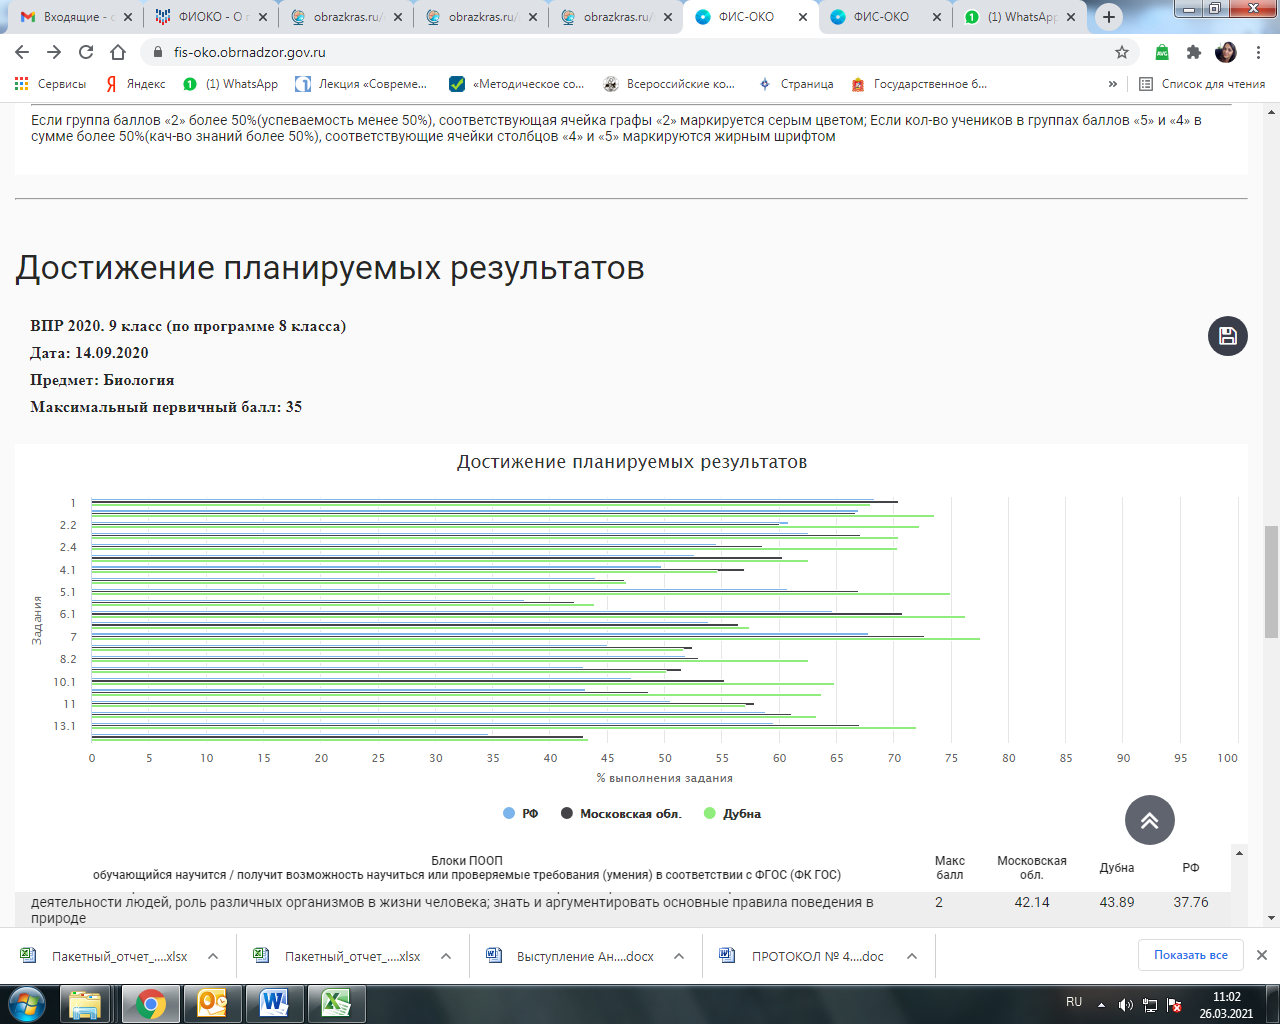 Входящие - с
ФИОКО - О п
obrazkras.ru/
obrazkras.ru/
obrazkras.ru/
ФИС-ОКО
ФИС-ОКО
(1) WhatsApp
fis-oko.obrnadzor.gov.ru
Сервисы
Яндекс
(1) WhatsApp
Лекция «Совреме...
«Методическое со...
Всероссийские ко...
Страница
Государственное б...
»
Список для чтения
Если группа баллов «2» более 50%(успеваемость менее 50%), соответствующая ячейка графы «2» маркируется серым цветом; Если кол-во учеников в группах баллов «5» и «4» в
сумме более 50%(кач-во знаний более 50%), соответствующие ячейки столбцов «4» и «5» маркируются жирным шрифтом
Достижение планируемых результатов
ВПР 2020. 9 класс (по программе 8 класса)
Дата: 14.09.2020
Предмет: Биология
Максимальный первичный балл: 35
Достижение планируемых результатов
Задания
1
2.2
2.4
4.1
5.1
6.1
7
8.2
10.1
11
13.1
0 5 10 15 20 25 30 35 40 45 50 55 60 65 70 75 80 85 90 95 100
% выполнения задания
РФ Московская обл. Дубна
Блоки ПООП
обучающийся научится / получит возможность научиться или проверяемые требования (умения) в соответствии с ФГОС (ФК ГОС)
Макс
балл
Московская
обл.
Дубна
РФ
деятельности людей, роль различных организмов в жизни человека; знать и аргументировать основные правила поведения в
природе
2 42.14 43.89 37.76
Пакетный_отчет_....xlsx
Пакетный_отчет_....xlsx
Выступление Ан....docx
ПРОТОКОЛ № 4....doc
Показать все
RU
11:02
26.03.2021